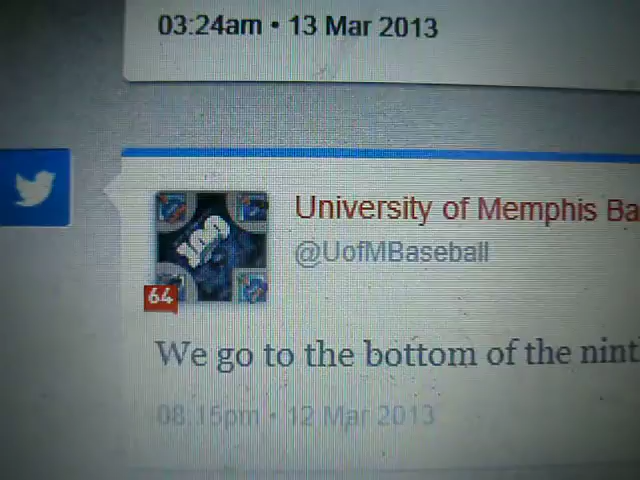 03:24am • 13 Mar 2013
University of Memphis Ba
@UofMBaseball
64
We go to the bottom of the nint
08:15pm • 12 Mar 2013